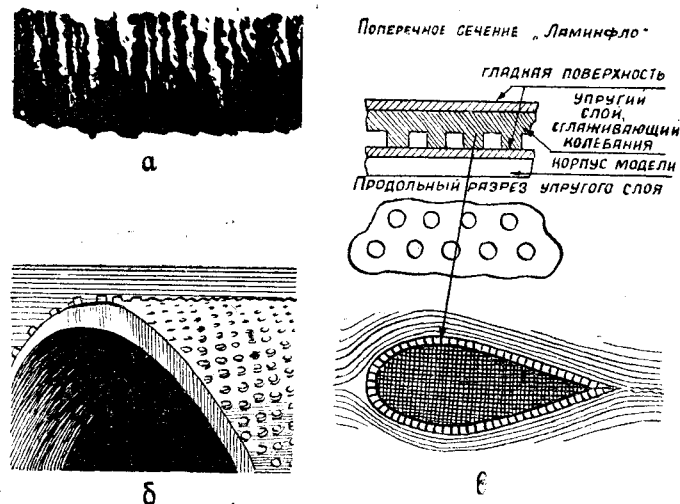 Поперечное сечение „Ламинфло"
гладкая поверхность
упругий
слой,
сглаживающий
колебания
корпус модели
Продольный разрез упругого слоя
а
б
в